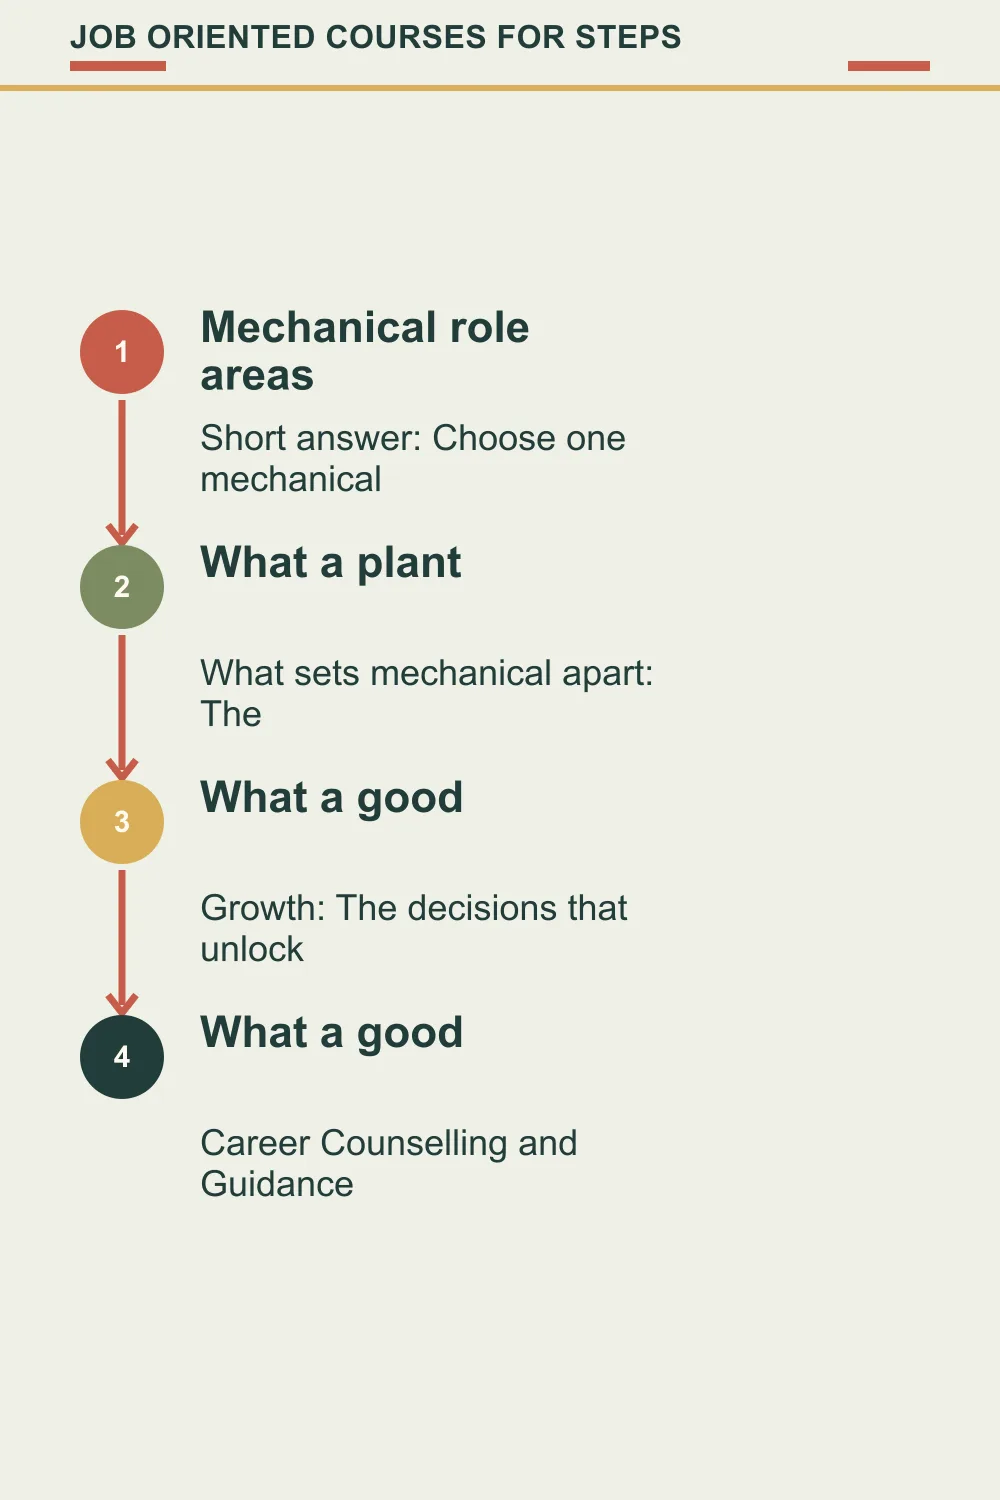 JOB ORIENTED COURSES FOR STEPS
1
Mechanical role
areas
Short answer: Choose one
mechanical
2
What a plant
What sets mechanical apart:
The
3
What a good
Growth: The decisions that
unlock
4
What a good
Career Counselling and
Guidance